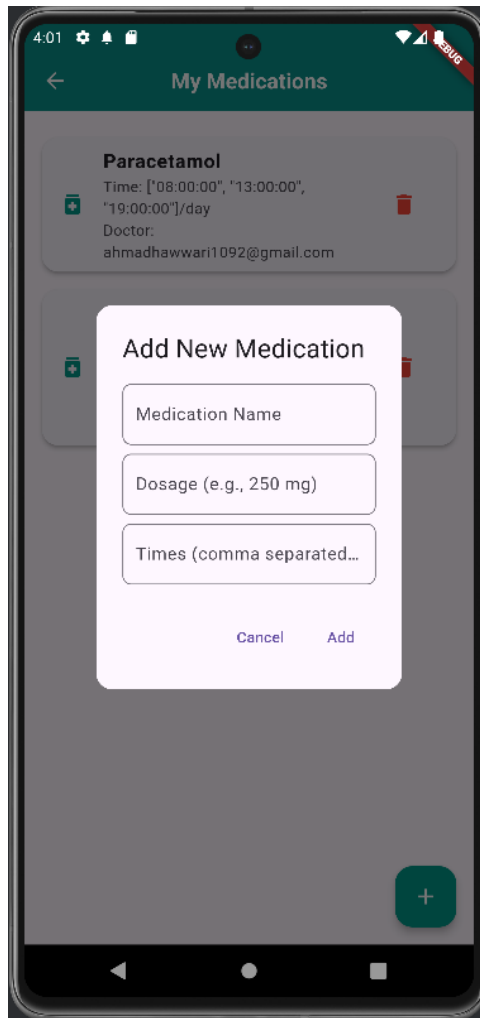 4:01
DEBUG
My Medications
Paracetamol
Time: ["08:00:00", "13:00:00",
"19:00:00"]/day
Doctor:
ahmadhawwari1092@gmail.com
Add New Medication
Medication Name
Dosage (e.g., 250 mg)
Times (comma separated…
Cancel
Add
+